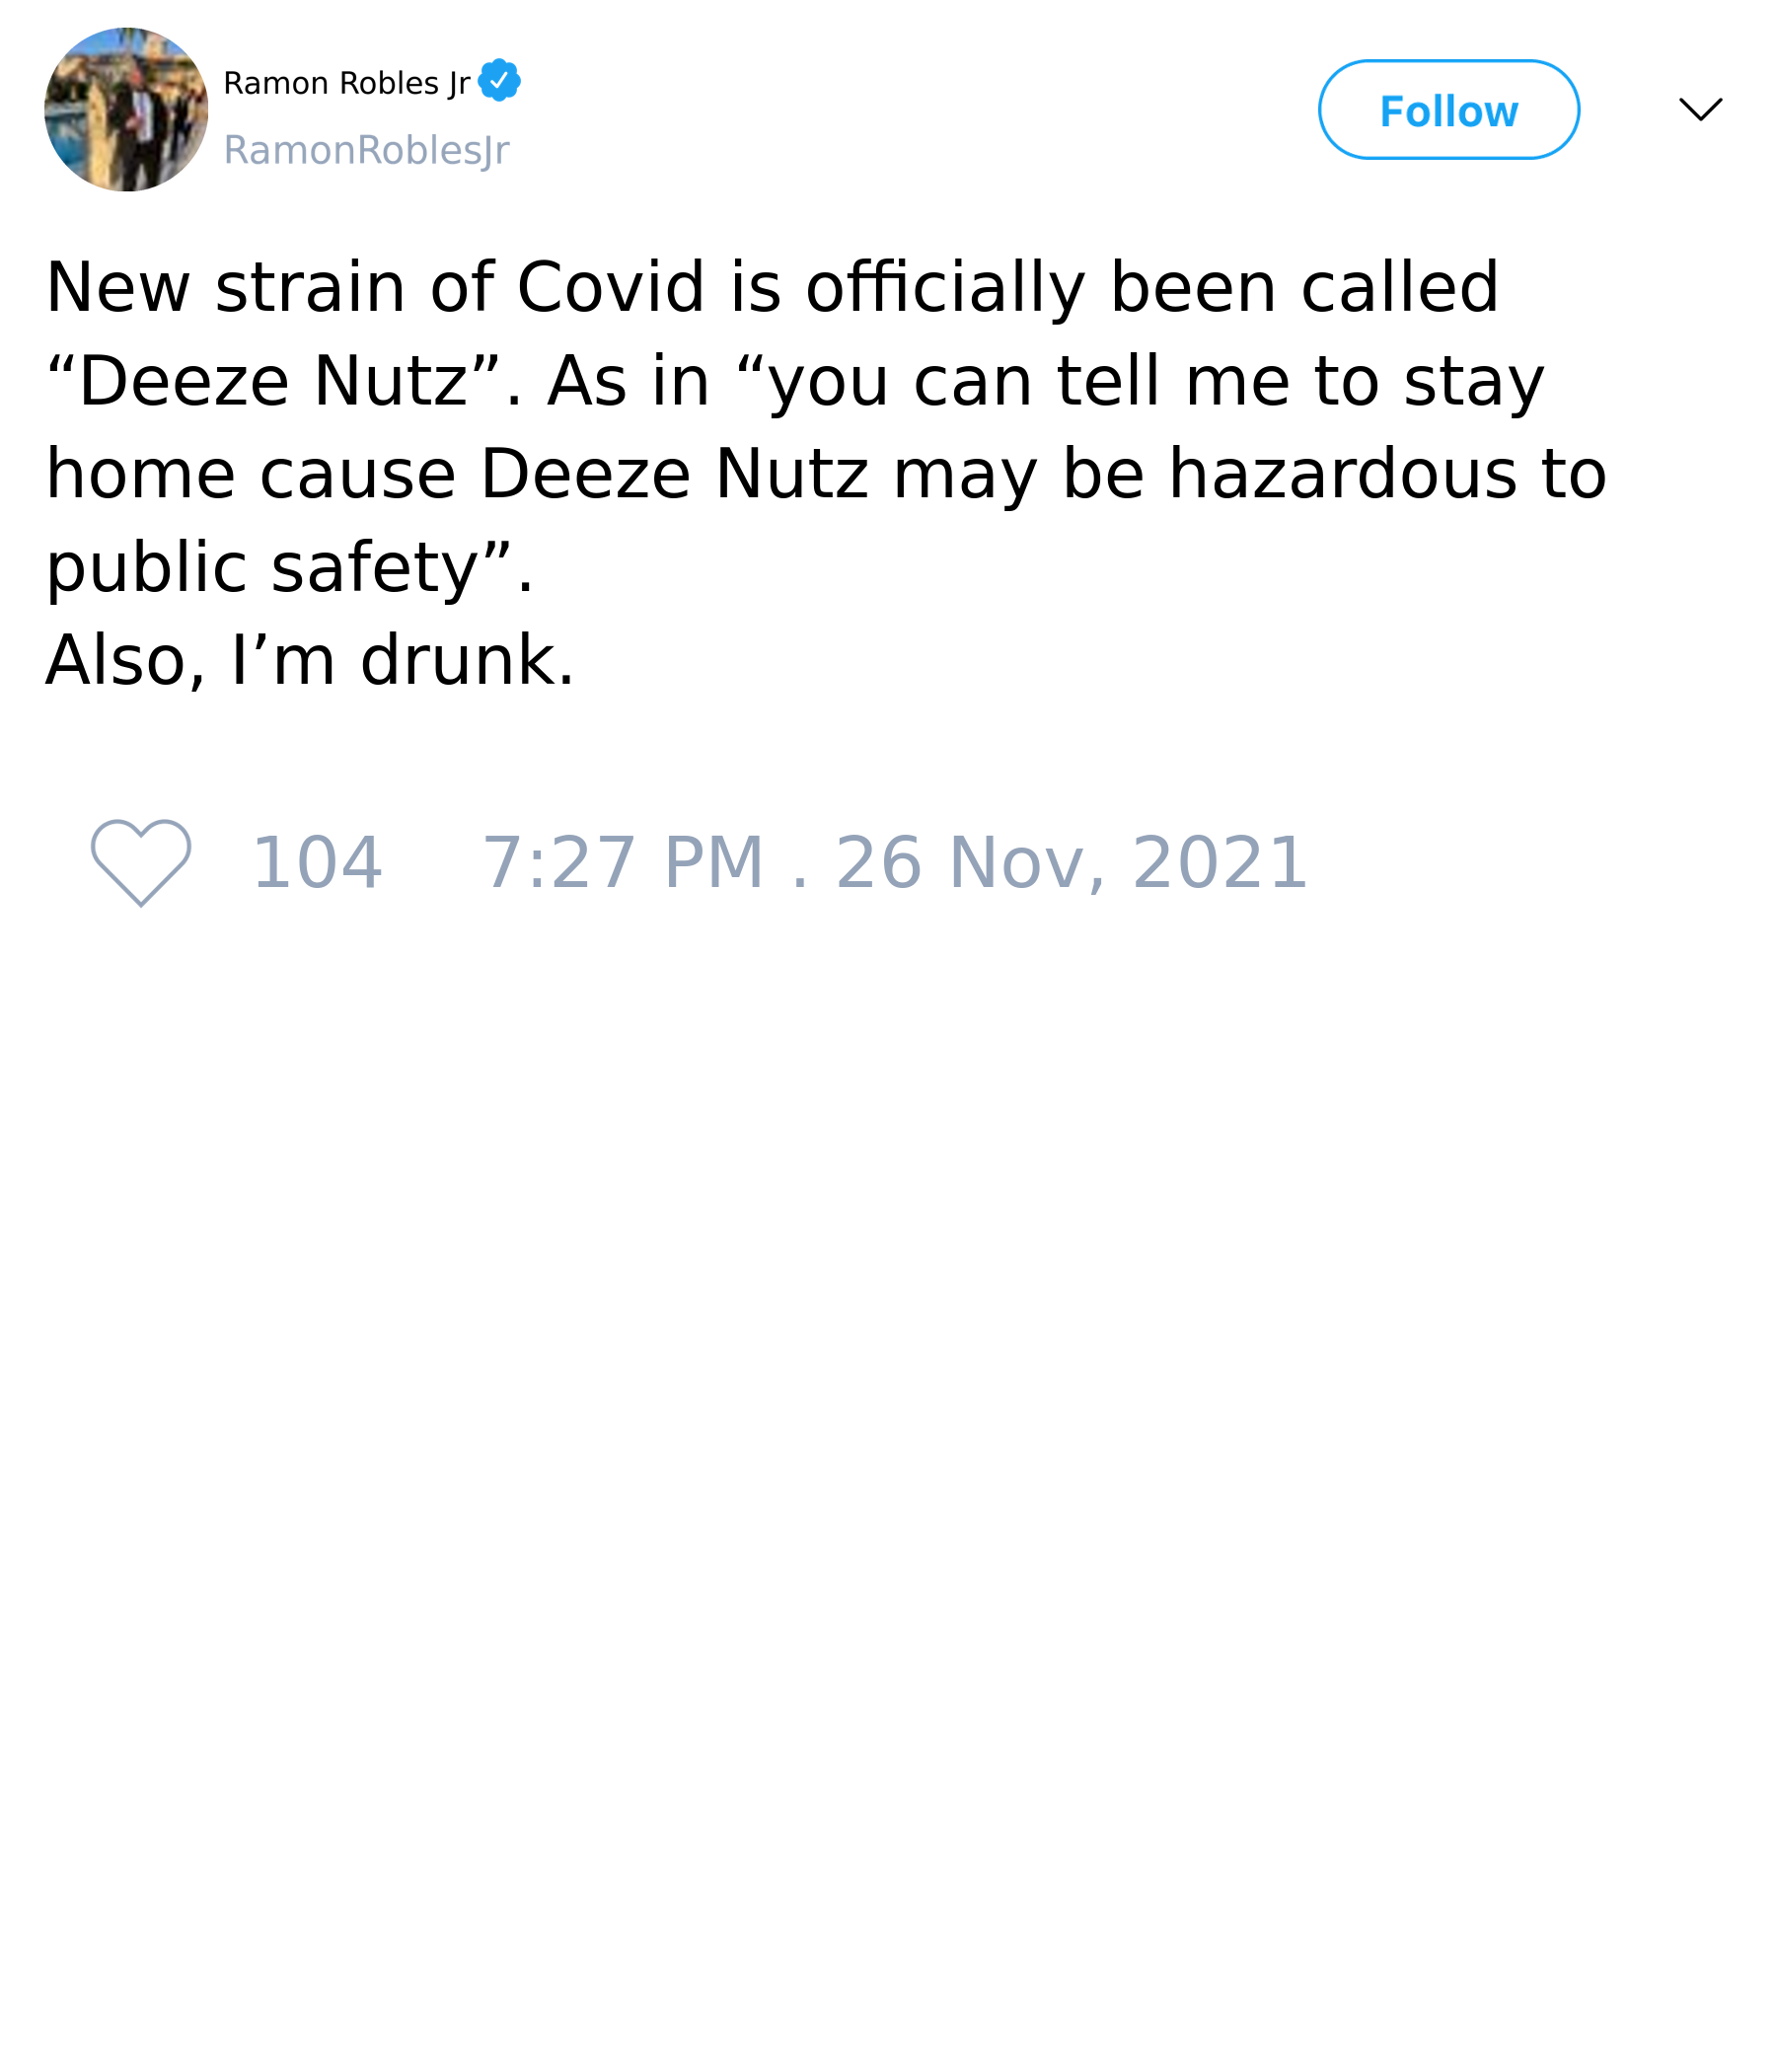 Ramon Robles Jr
RamonRoblesJr
Follow
New strain of Covid is officially been called
“Deeze Nutz”. As in “you can tell me to stay
home cause Deeze Nutz may be hazardous to
public safety”.
Also, I’m drunk.
104 7:27 PM . 26 Nov, 2021